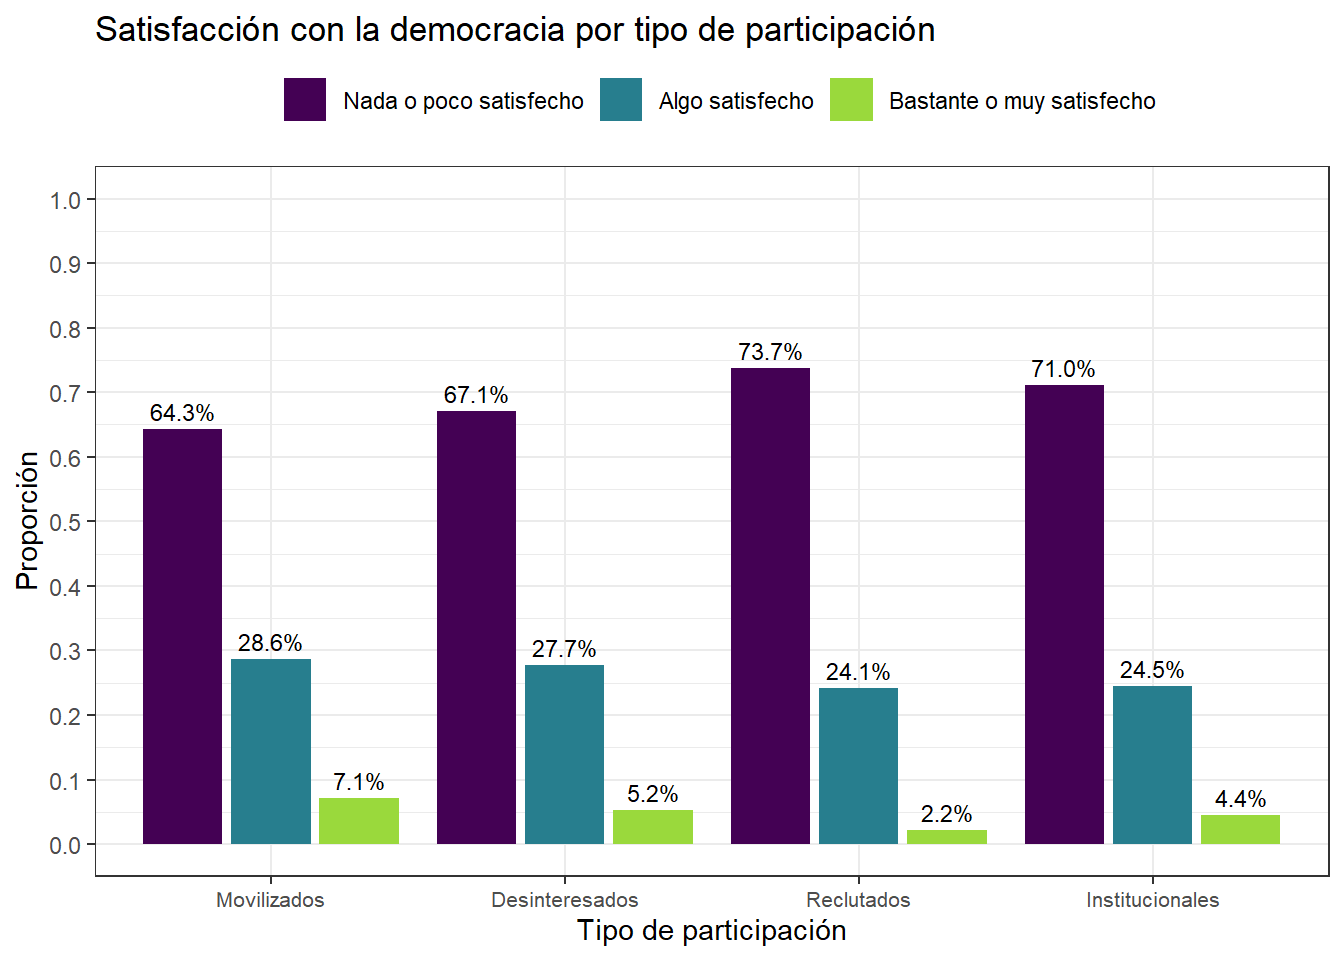 Satisfacción con la democracia por tipo de participación
Nada o poco satisfecho Algo satisfecho Bastante o muy satisfecho
Proporción
1.0
0.9
0.8
0.7
0.6
0.5
0.4
0.3
0.2
0.1
0.0
64.3% 28.6% 7.1%
67.1% 27.7% 5.2%
73.7% 24.1% 2.2%
71.0% 24.5% 4.4%
Movilizados Desinteresados Reclutados Institucionales
Tipo de participación